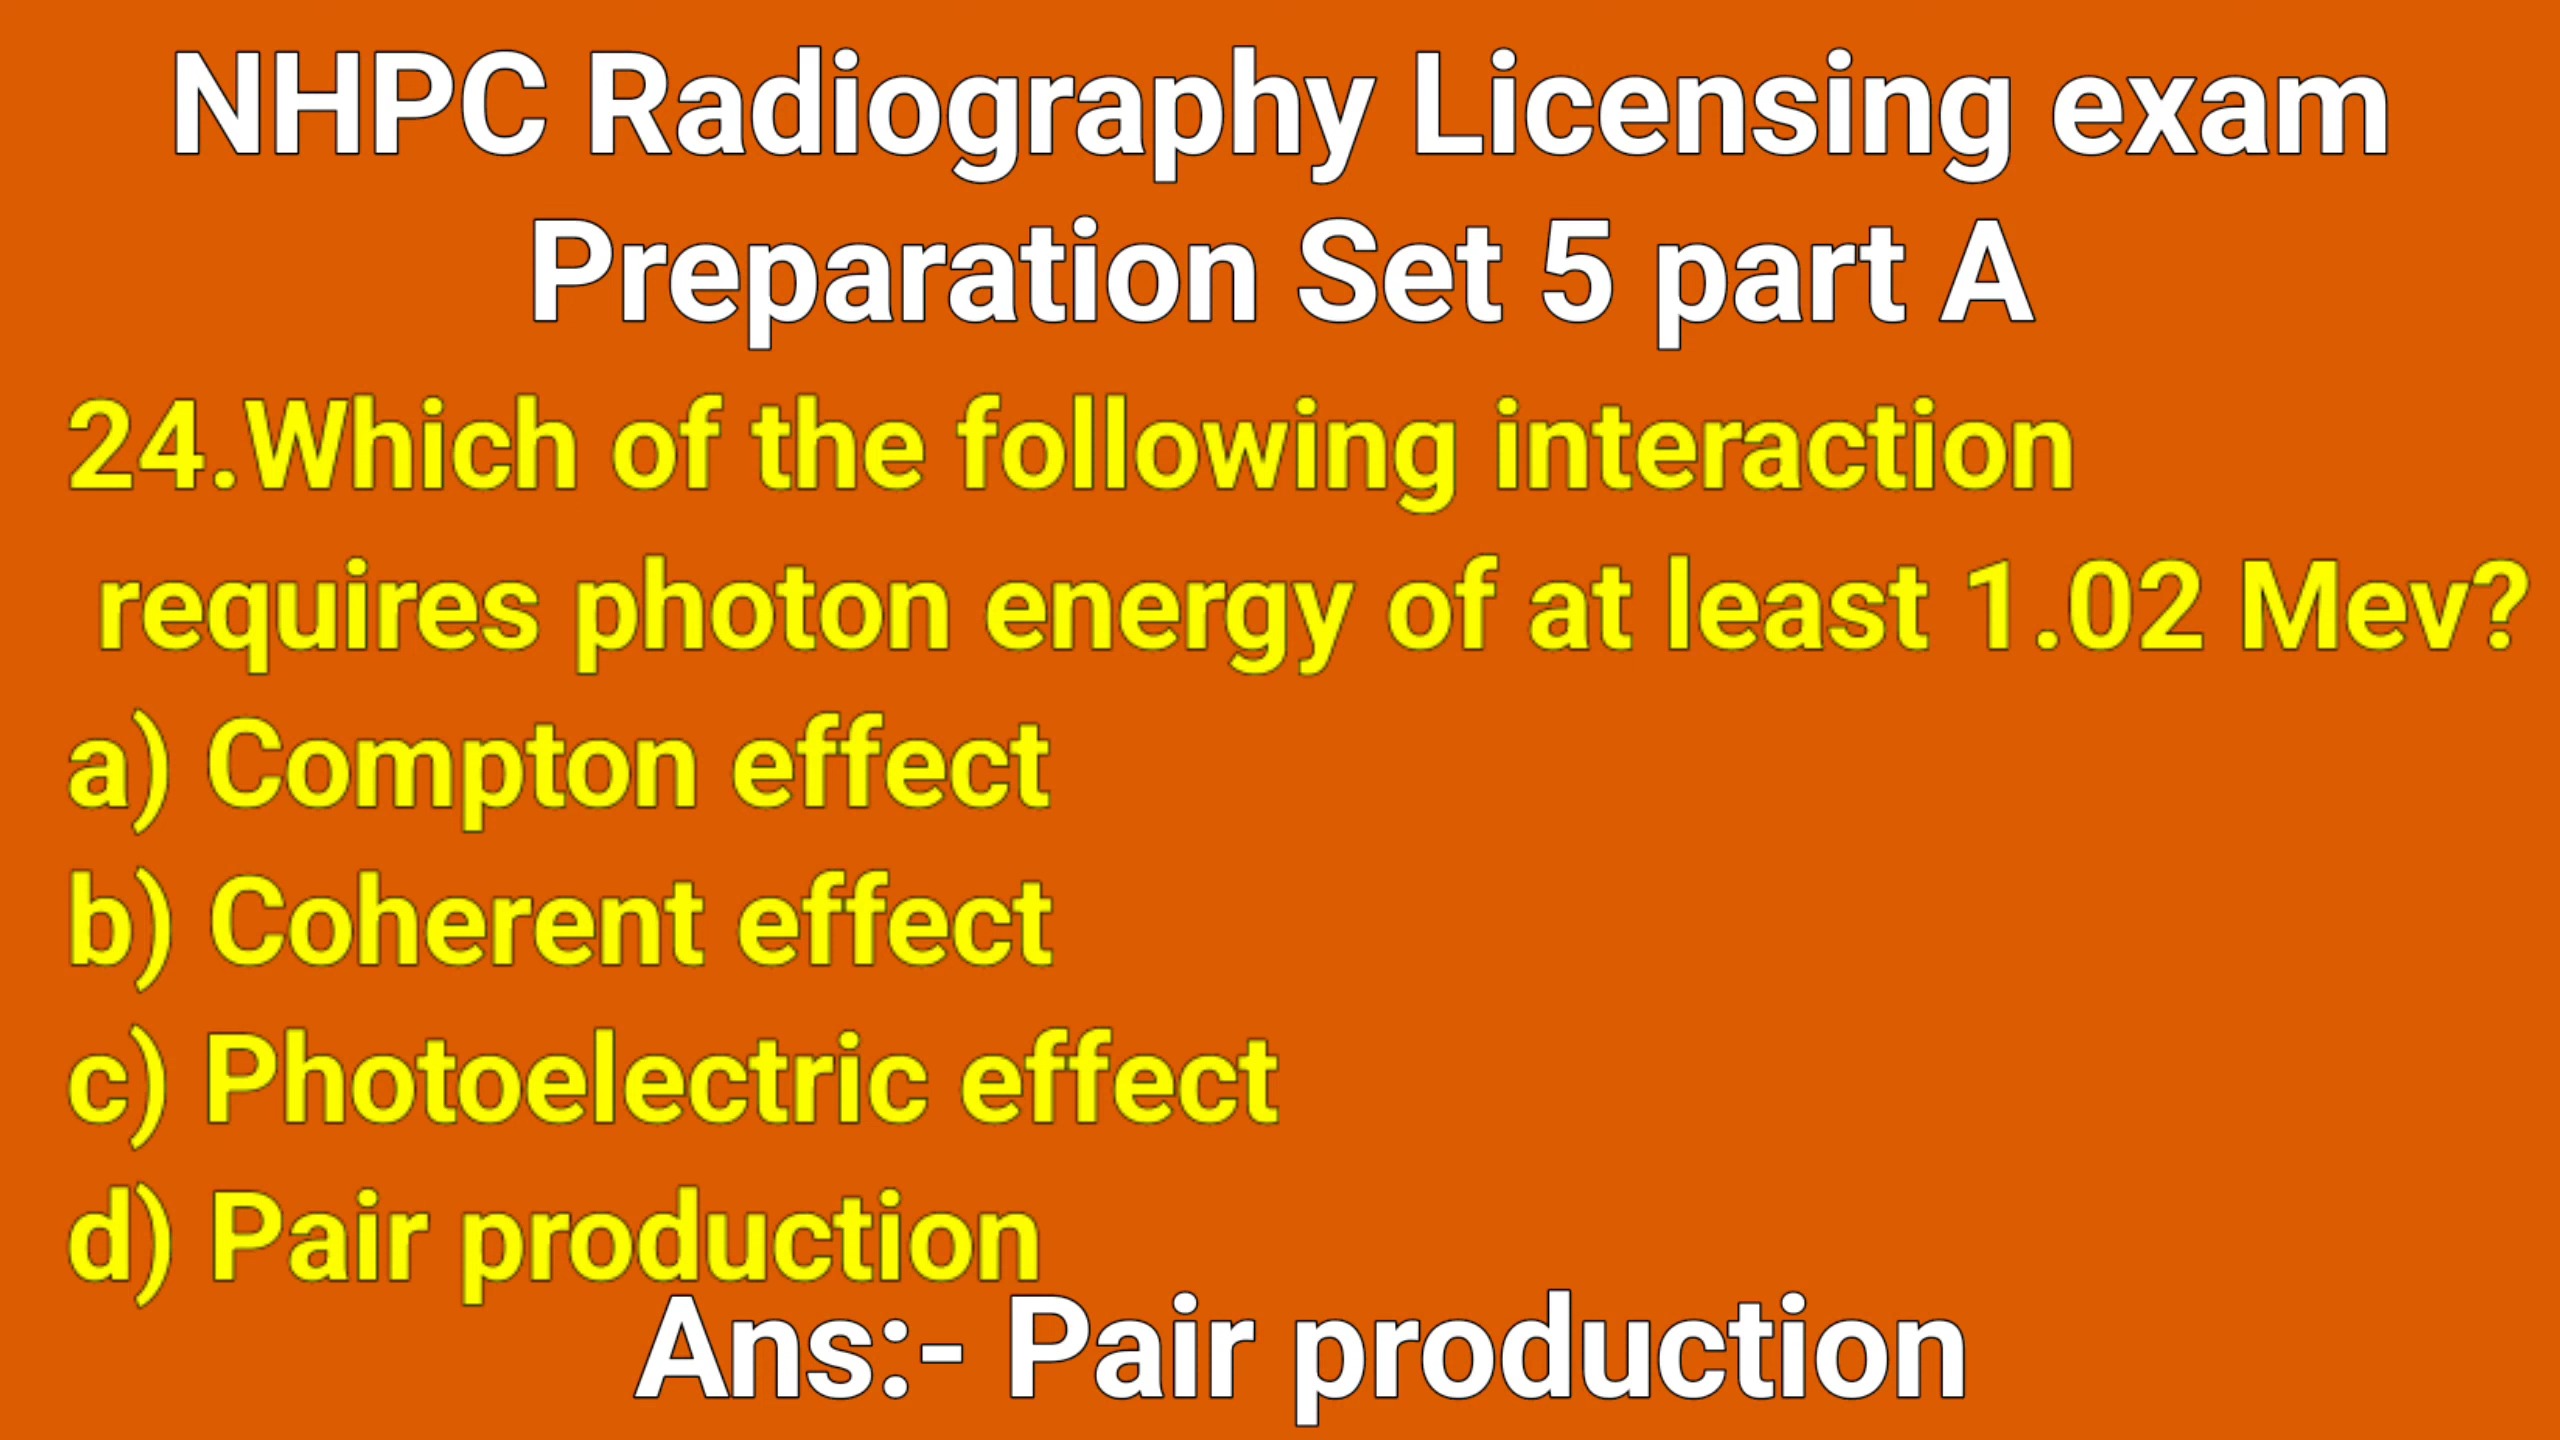 NHPC Radiography Licensing exam
Preparation Set 5 part A
24.Which of the following interaction
requires photon energy of at least 1.02 Mev?
a) Compton effect
b) Coherent effect
c) Photoelectric effect
d) Pair production
Ans:- Pair production